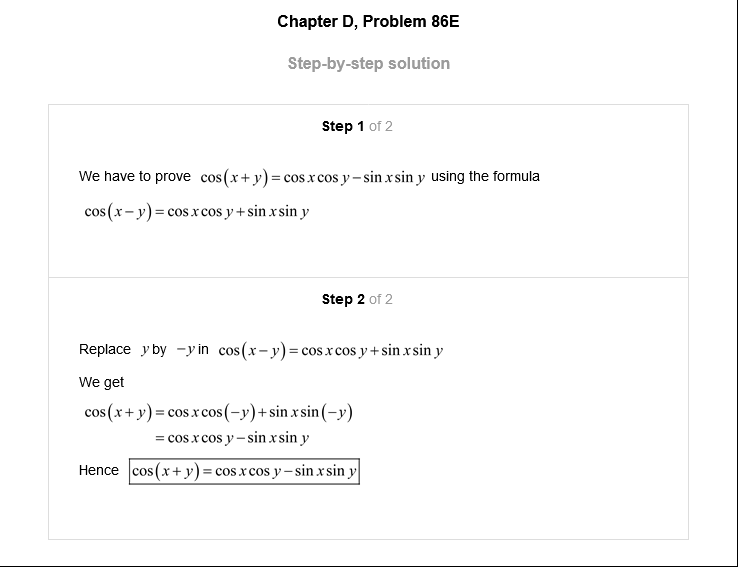 Chapter D, Problem 86E
Step-by-step solution
Step 1 of 2
We have to prove cos(x+y)=cos x cos y−sin x sin y using the formula
cos(x−y)=cos x cos y+sin x sin y
Step 2 of 2
Replace y by −y in cos(x−y)=cos x cos y+sin x sin y
We get
cos(x+y)=cos x cos(−y)+sin x sin(−y)
=cos x cos y−sin x sin y
Hence cos(x+y)=cos x cos y−sin x sin y